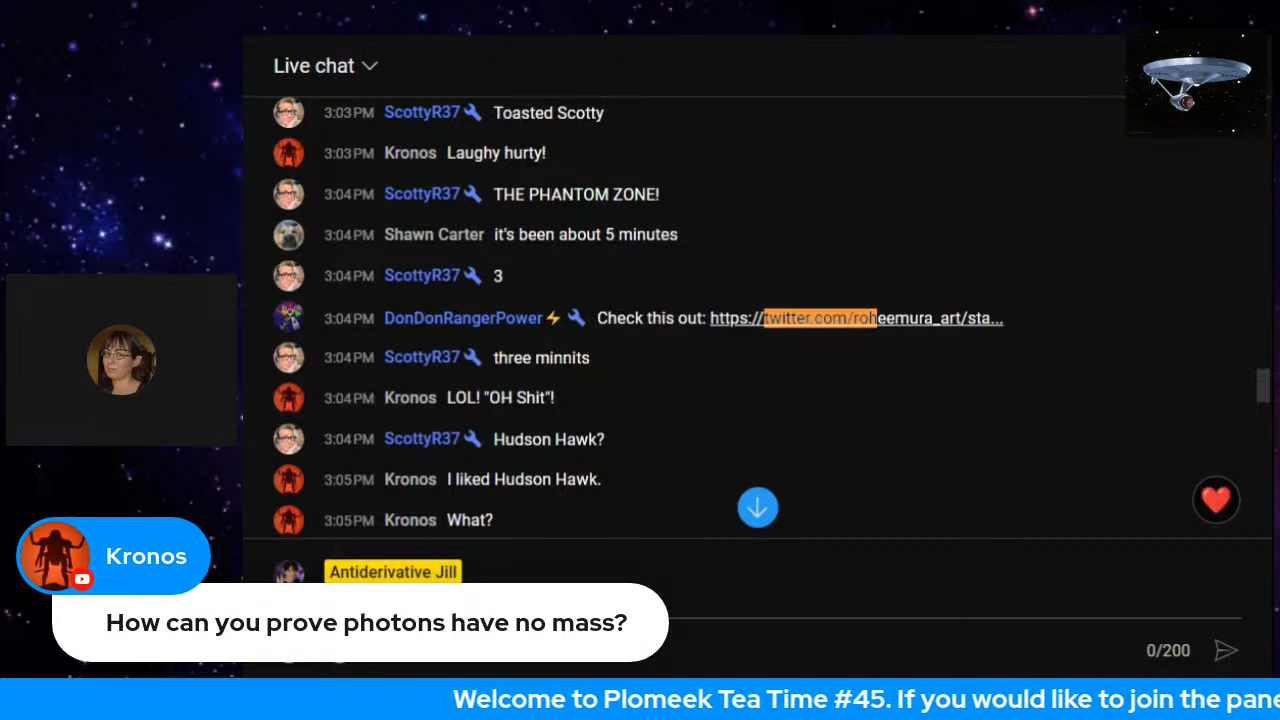 Live chat
3:03 PM ScottyR37 Toasted Scotty
3:03 PM Kronos Laughy hurty!
3:04 PM ScottyR37 THE PHANTOM ZONE!
3:04 PM Shawn Carter it's been about 5 minutes
3:04 PM ScottyR37 3
3:04 PM DonDonRangerPower⚡ Check this out: https://twitter.com/roheemura_art/sta...
3:04 PM ScottyR37 three minnits
3:04 PM Kronos LOL! "OH Shit"!
3:04 PM ScottyR37 Hudson Hawk?
3:05 PM Kronos I liked Hudson Hawk.
3:05 PM Kronos What?
Antiderivative Jill
Kronos
How can you prove photons have no mass?
0/200
Welcome to Plomeek Tea Time #45. If you would like to join the pane